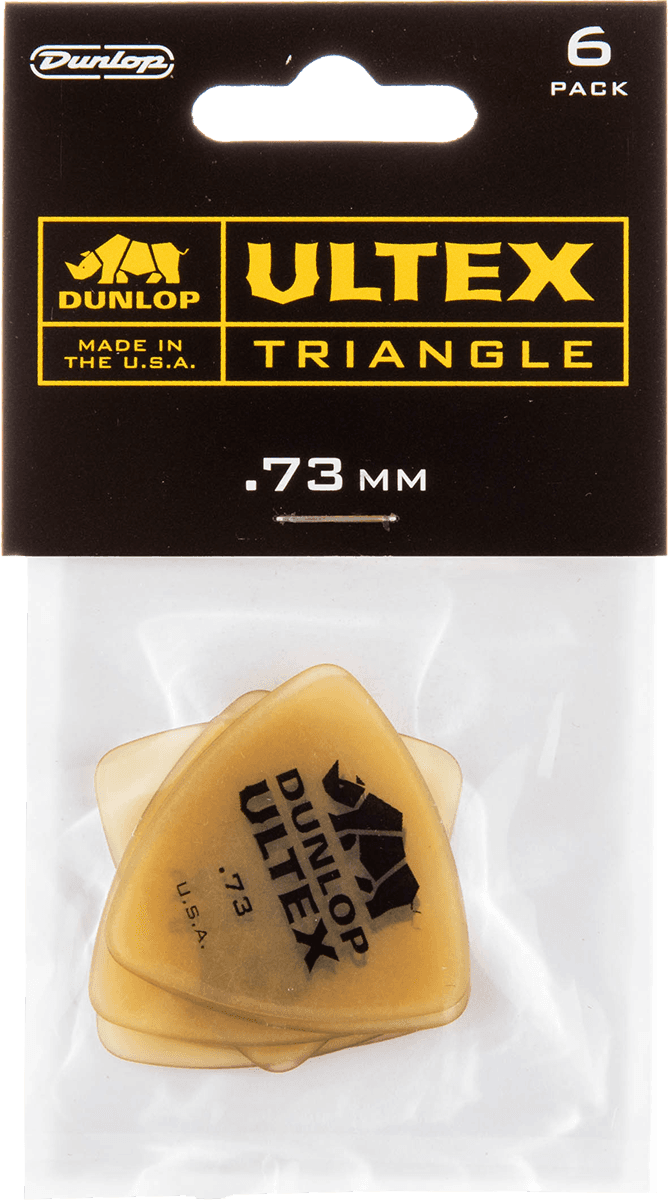 Dunlop
6
PACK
DUNLOP
ULTEX
MADE IN
THE U.S.A.
TRIANGLE
.73 MM
DUNLOP
ULTEX
.73
U.S.A.